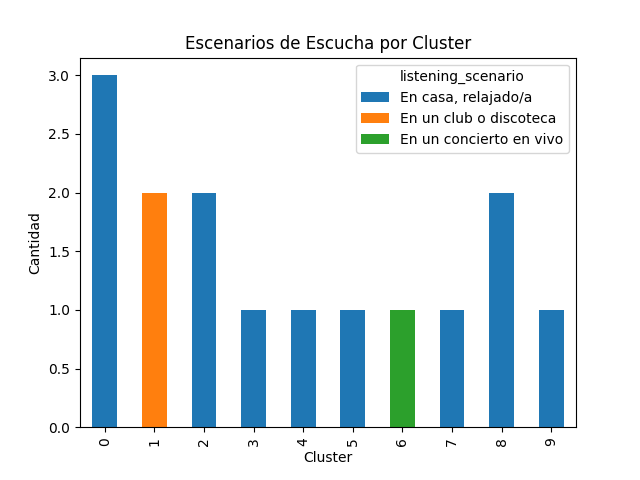 Escenarios de Escucha por Cluster
listening_scenario
En casa, relajado/a
En un club o discoteca
En un concierto en vivo
3.0
2.5
2.0
1.5
1.0
0.5
0.0
Cantidad
0 1 2 3 4 5 6 7 8 9
Cluster